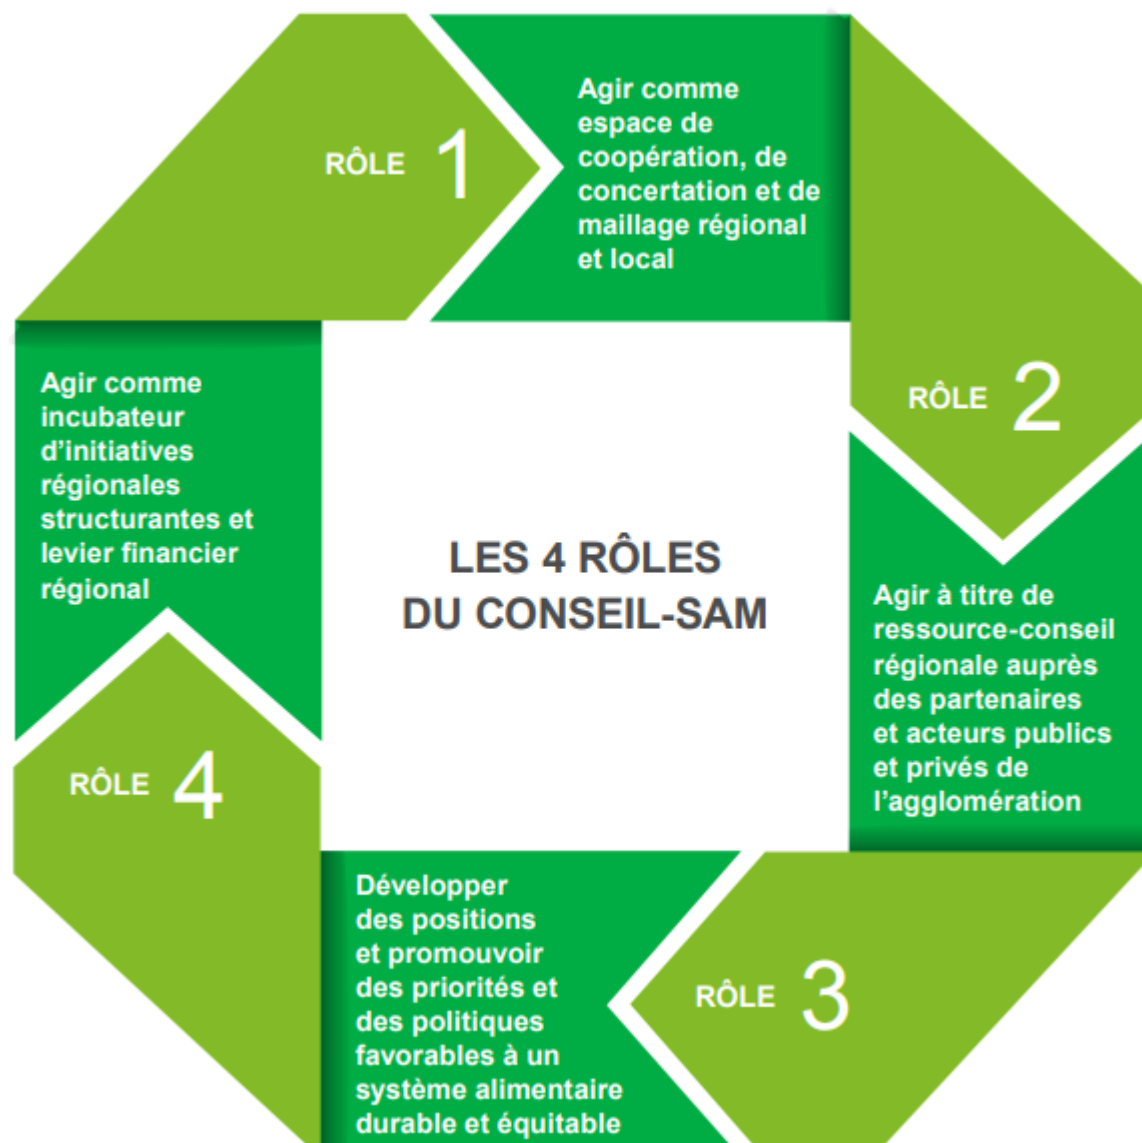 RÔLE 1
Agir comme
espace de
coopération, de
concertation et de
maillage régional
et local
RÔLE 2
Agir à titre de
ressource-conseil
régionale auprès
des partenaires
et acteurs publics
et privés de
l'agglomération
RÔLE 3
Développer
des positions
et promouvoir
des priorités et
des politiques
favorables à un
système alimentaire
durable et équitable
RÔLE 4
Agir comme
incubateur
d'initiatives
régionales
structurantes et
levier financier
régional
LES 4 RÔLES
DU CONSEIL-SAM